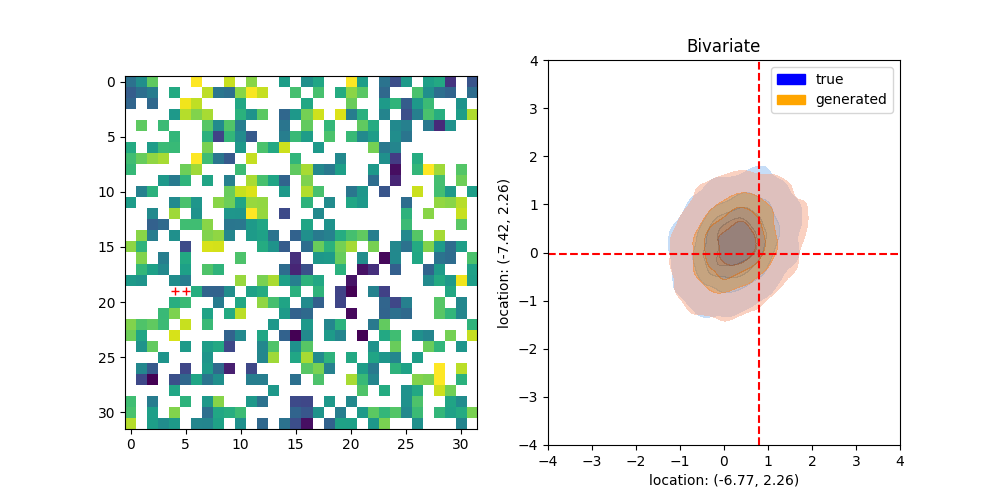 Bivariate
true
generated
0
5
10
15
20
25
30
0 5 10 15 20 25 30
4
3
2
1
0
−1
−2
−3
−4
−4 −3 −2 −1 0 1 2 3 4
location: (-7.42, 2.26)
location: (-6.77, 2.26)